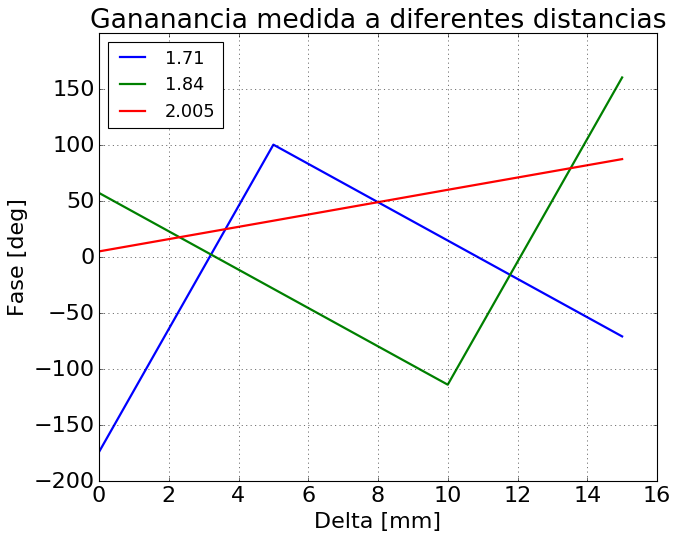 Gananancia medida a diferentes distancias
1.71
1.84
2.005
150
100
50
0
−50
−100
−150
−200
Fase [deg]
0 2 4 6 8 10 12 14 16
Delta [mm]